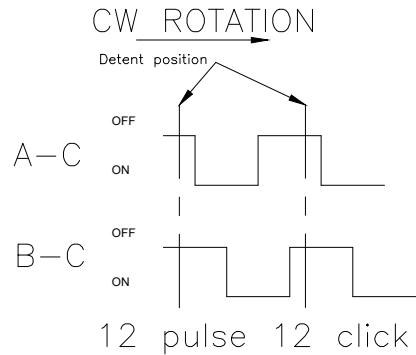 CW ROTATION
Detent position
OFF
A-C
ON
OFF
B-C
ON
12 pulse 12 click